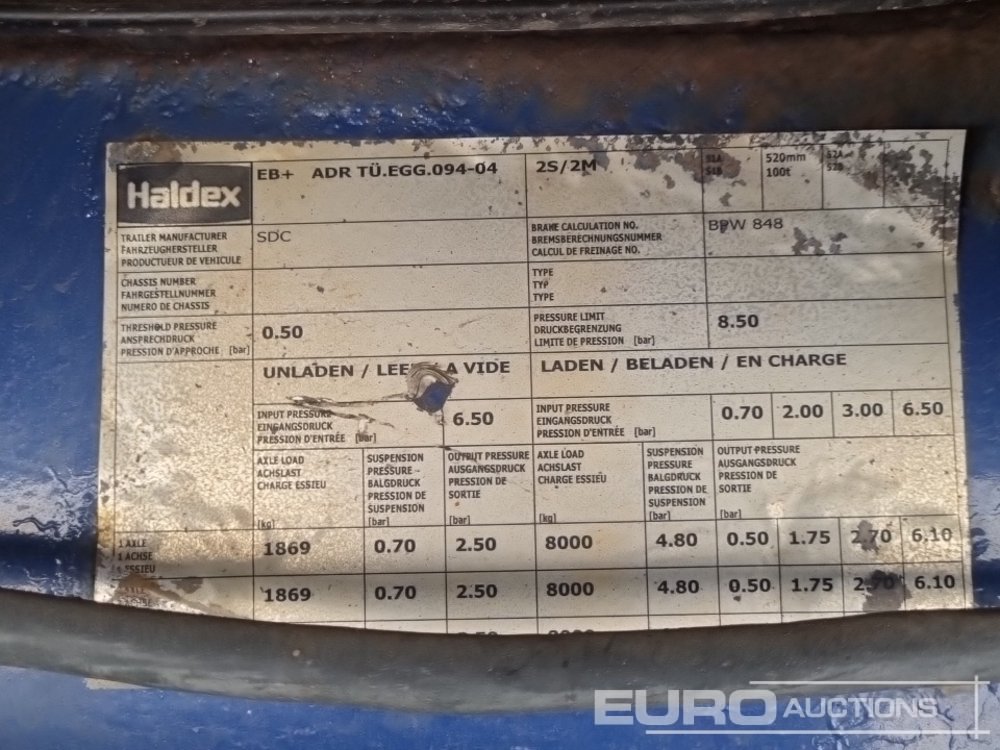 Haldex
EB+ ADR TÜ.EGG.094-04
2S/2M
S1A
S1B
520mm
100t
S2A
S2B
TRAILER MANUFACTURER
FAHRZEUGHERSTELLER
PRODUCTUEUR DE VEHICULE
SDC
BRAKE CALCULATION NO.
BREMSBERECHNUNGSNUMMER
CALCUL DE FREINAGE NO.
BPW 848
CHASSIS NUMBER
FAHRGESTELLNUMMER
NUMERO DE CHASSIS
TYPE
TYP
TYPE
THRESHOLD PRESSURE
ANSPRECHDRUCK
PRESSION D'APPROCHE [bar]
0.50
PRESSURE LIMIT
DRUCKBEGRENZUNG
LIMITE DE PRESSION [bar]
8.50
UNLADEN / LEE A VIDE
LADEN / BELADEN / EN CHARGE
INPUT PRESSURE
EINGANGSDRUCK
PRESSION D'ENTRÉE [bar]
6.50
INPUT PRESSURE
EINGANGSDRUCK
PRESSION D'ENTRÉE [bar]
0.70 2.00 3.00 6.50
AXLE LOAD
ACHSLAST
CHARGE ESSIEU
[kg]
SUSPENSION
PRESSURE
BALGDRUCK
PRESSION DE
SUSPENSION
[bar]
OUTPUT PRESSURE
AUSGANGSDRUCK
PRESSION DE
SORTIE
[bar]
AXLE LOAD
ACHSLAST
CHARGE ESSIEU
[kg]
SUSPENSION
PRESSURE
BALGDRUCK
PRESSION DE
SUSPENSION
[bar]
OUTPUT PRESSURE
AUSGANGSDRUCK
PRESSION DE
SORTIE
[bar]
1 AXLE
1 ACHSE
ESSIEU
1869 0.70 2.50 8000 4.80 0.50 1.75 2.70 6.10
1869 0.70 2.50 8000 4.80 0.50 1.75 2.70 6.10
EURO AUCTIONS